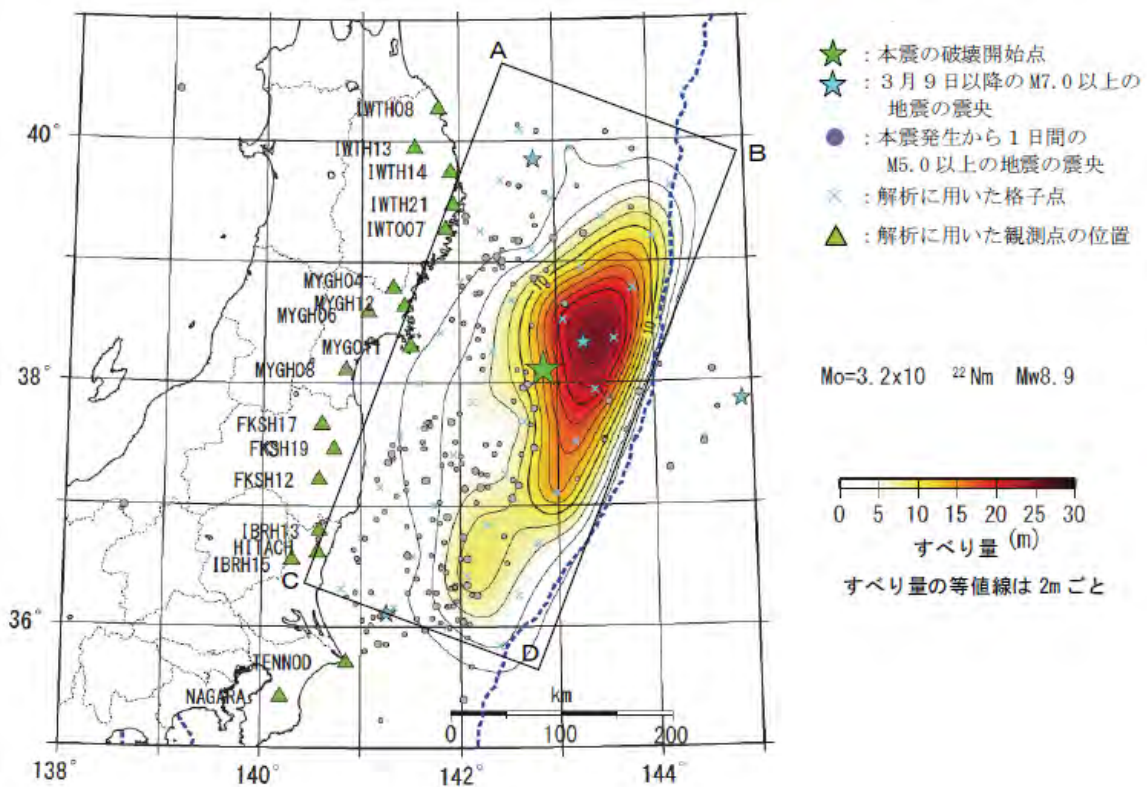 A
B
C
D
40°
38°
36°
138°
140°
142°
144°
IWTH08
IWTH13
IWTH14
IWTH21
IWT007
MYGH04
MYGH12
MYGH06
MYG011
MYGH08
FKSH17
FKSH19
FKSH12
IBRH13
HITACH
IBRH15
TENNOD
NAGARA
10
10
km
0 100 200
:本震の破壊開始点
:3月9日以降のM7.0以上の
地震の震央
:本震発生から1日間の
M5.0以上の地震の震央
:解析に用いた格子点
:解析に用いた観測点の位置
Mo=3.2x10 ²²Nm Mw8.9
0 5 10 15 20 25 30
すべり量 (m)
すべり量の等値線は2mごと